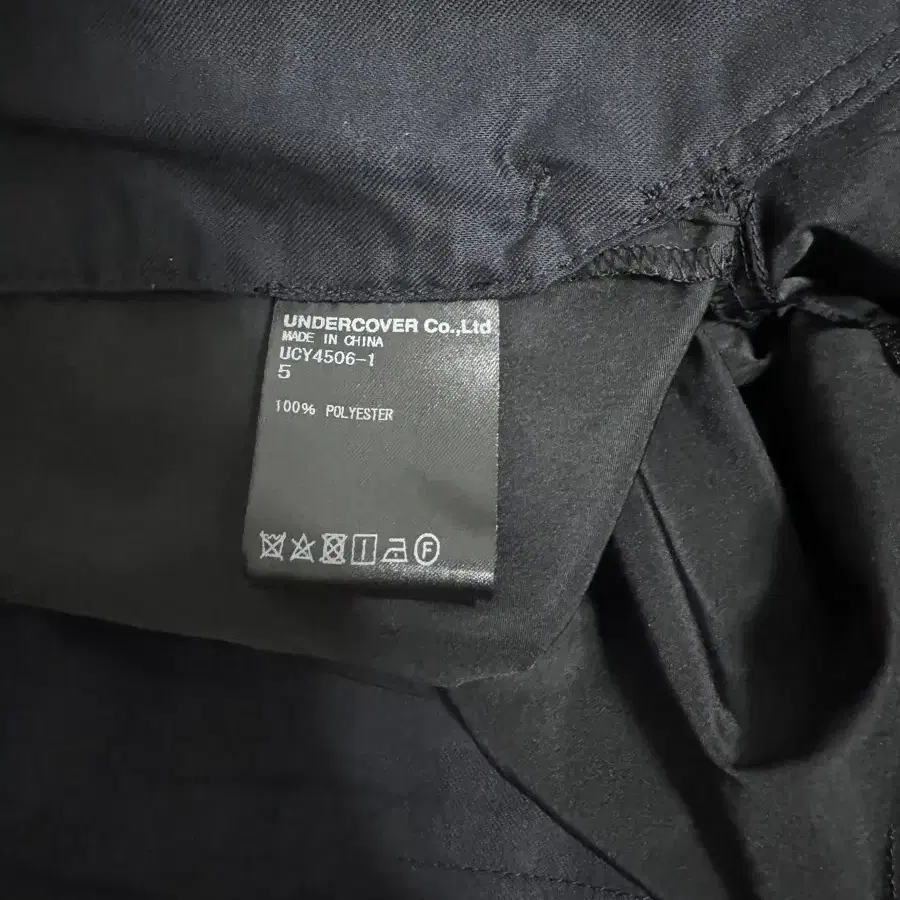 UNDERCOVER Co.,Ltd
MADE IN CHINA
UCY4506-1
5
100% POLYESTER
F